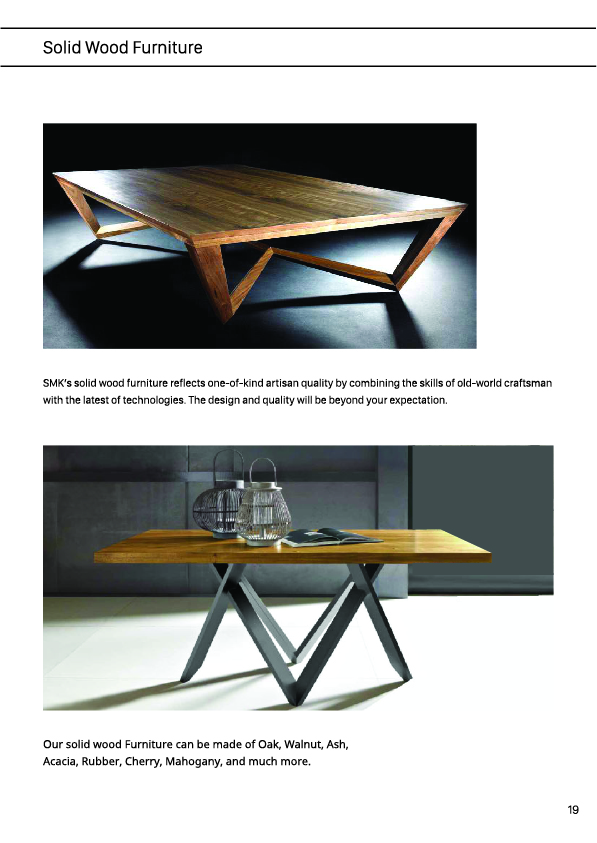 Solid Wood Furniture
SMK's solid wood furniture reflects one-of-kind artisan quality by combining the skills of old-world craftsman
with the latest of technologies. The design and quality will be beyond your expectation.
Our solid wood Furniture can be made of Oak, Walnut, Ash,
Acacia, Rubber, Cherry, Mahogany, and much more.
19